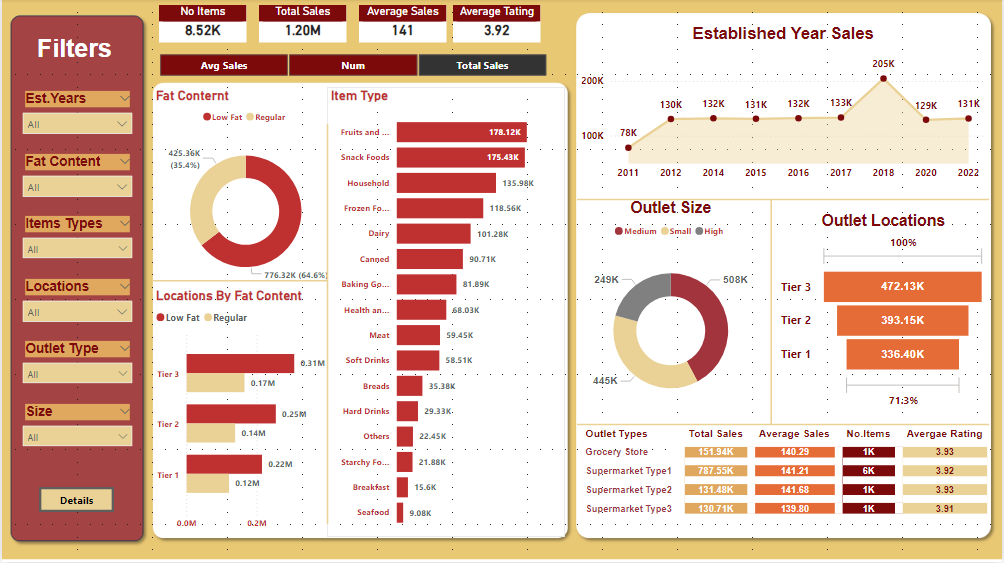 Filters
Est.Years
All
Fat Content
All
Items Types
All
Locations
All
Outlet Type
All
Size
All
Details
No Items
8.52K
Total Sales
1.20M
Average Sales
141
Average Tating
3.92
Avg Sales
Num
Total Sales
Fat Conternt
Low Fat Regular
425.36K
(35.4%)
776.32K (64.6%)
Locations By Fat Content
Low Fat Regular
Tier 3 0.31M
0.17M
Tier 2 0.25M
0.14M
Tier 1 0.22M
0.12M
0.0M 0.2M
Item Type
Fruits and ... 178.12K
Snack Foods 175.43K
Household 135.98K
Frozen Fo... 118.56K
Dairy 101.28K
Canned 90.71K
Baking Go... 81.89K
Health an... 68.03K
Meat 59.45K
Soft Drinks 58.51K
Breads 35.38K
Hard Drinks 29.33K
Others 22.45K
Starchy Fo... 21.88K
Breakfast 15.6K
Seafood 9.08K
Established Year Sales
200K
100K
78K 130K 132K 131K 132K 133K 205K 129K 131K
2011 2012 2014 2015 2016 2017 2018 2020 2022
Outlet Size
Medium Small High
249K 508K
445K
Outlet Locations
100%
Tier 3 472.13K
Tier 2 393.15K
Tier 1 336.40K
71.3%
Outlet Types Total Sales Average Sales No.Items Avergae Rating
Grocery Store 151.94K 140.29 1K 3.93
Supermarket Type1 787.55K 141.21 6K 3.92
Supermarket Type2 131.48K 141.68 1K 3.93
Supermarket Type3 130.71K 139.80 1K 3.91